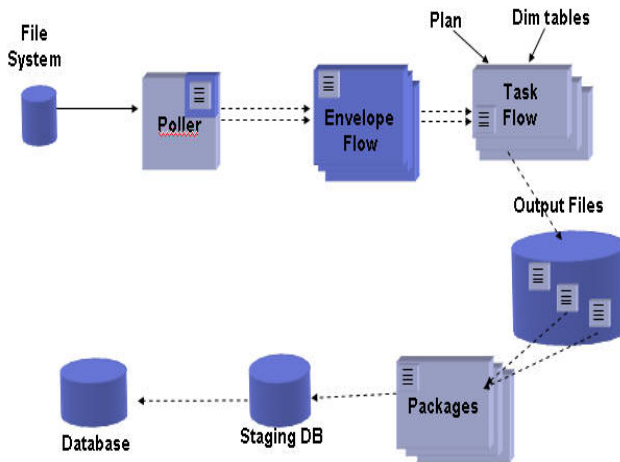 File
System
Poller
Envelope
Flow
Plan
Dim tables
Task
Flow
Output Files
Packages
Staging DB
Database